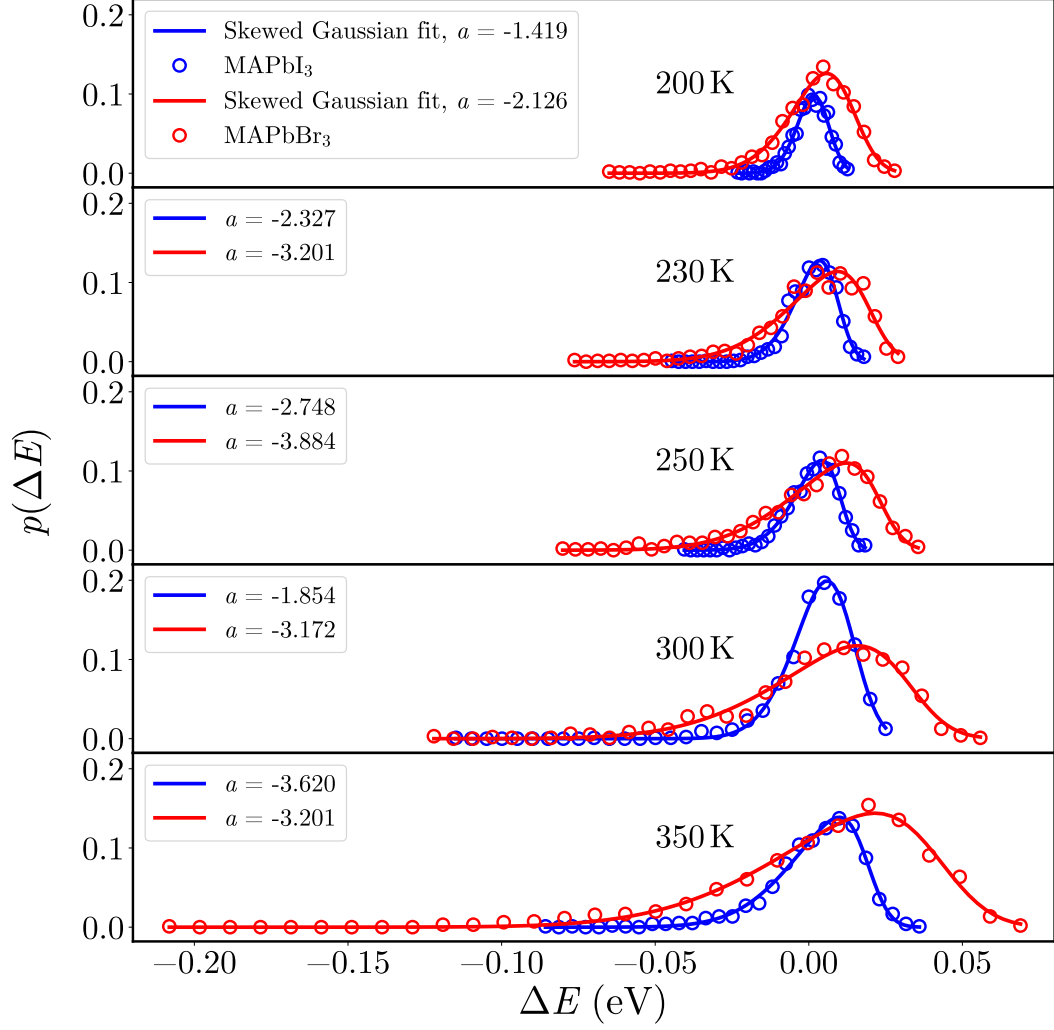 0.2
0.1
0.0
Skewed Gaussian fit, a = -1.419
MAPbI₃
Skewed Gaussian fit, a = -2.126
MAPbBr₃
200 K
0.2
0.1
0.0
a = -2.327
a = -3.201
230 K
0.2
0.1
0.0
a = -2.748
a = -3.884
250 K
0.2
0.1
0.0
a = -1.854
a = -3.172
300 K
0.2
0.1
0.0
a = -3.620
a = -3.201
350 K
p(ΔE)
−0.20 −0.15 −0.10 −0.05 0.00 0.05
ΔE (eV)